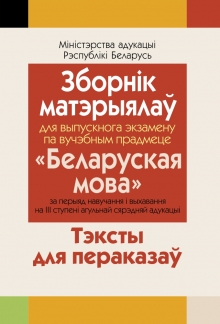 Міністэрства адукацыі
Рэспублікі Беларусь
Зборнік
матэрыялаў
для выпускнога экзамену
па вучэбным прадмеце
«Беларуская
мова»
за перыяд навучання і выхавання
на III ступені агульнай сярэдняй адукацыі
Тэксты
для пераказаў